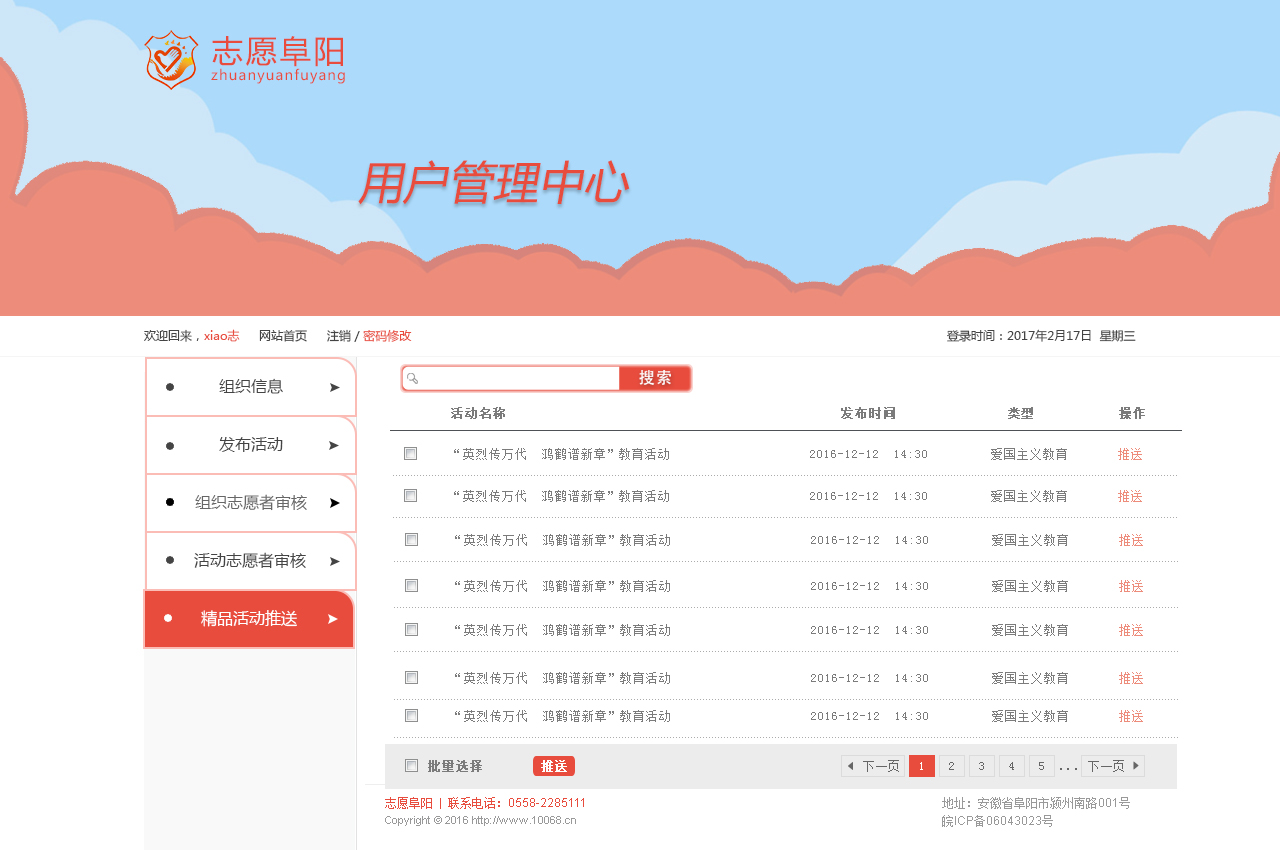 志愿阜阳
zhuanyuanfuyang
用户管理中心
欢迎回来，xiao志 网站首页 注销 / 密码修改 登录时间：2017年2月17日 星期三
组织信息
发布活动
组织志愿者审核
活动志愿者审核
精品活动推送
搜索
活动名称 发布时间 类型 操作
“英烈传万代 鸿鹤谱新章”教育活动 2016-12-12 14:30 爱国主义教育 推送
“英烈传万代 鸿鹤谱新章”教育活动 2016-12-12 14:30 爱国主义教育 推送
“英烈传万代 鸿鹤谱新章”教育活动 2016-12-12 14:30 爱国主义教育 推送
“英烈传万代 鸿鹤谱新章”教育活动 2016-12-12 14:30 爱国主义教育 推送
“英烈传万代 鸿鹤谱新章”教育活动 2016-12-12 14:30 爱国主义教育 推送
“英烈传万代 鸿鹤谱新章”教育活动 2016-12-12 14:30 爱国主义教育 推送
“英烈传万代 鸿鹤谱新章”教育活动 2016-12-12 14:30 爱国主义教育 推送
批量选择 推送 下一页 1 2 3 4 5 ... 下一页
志愿阜阳 | 联系电话：0558-2285111 地址：安徽省阜阳市颍州南路001号
Copyright © 2016 http://www.10068.cn 皖ICP备06043023号